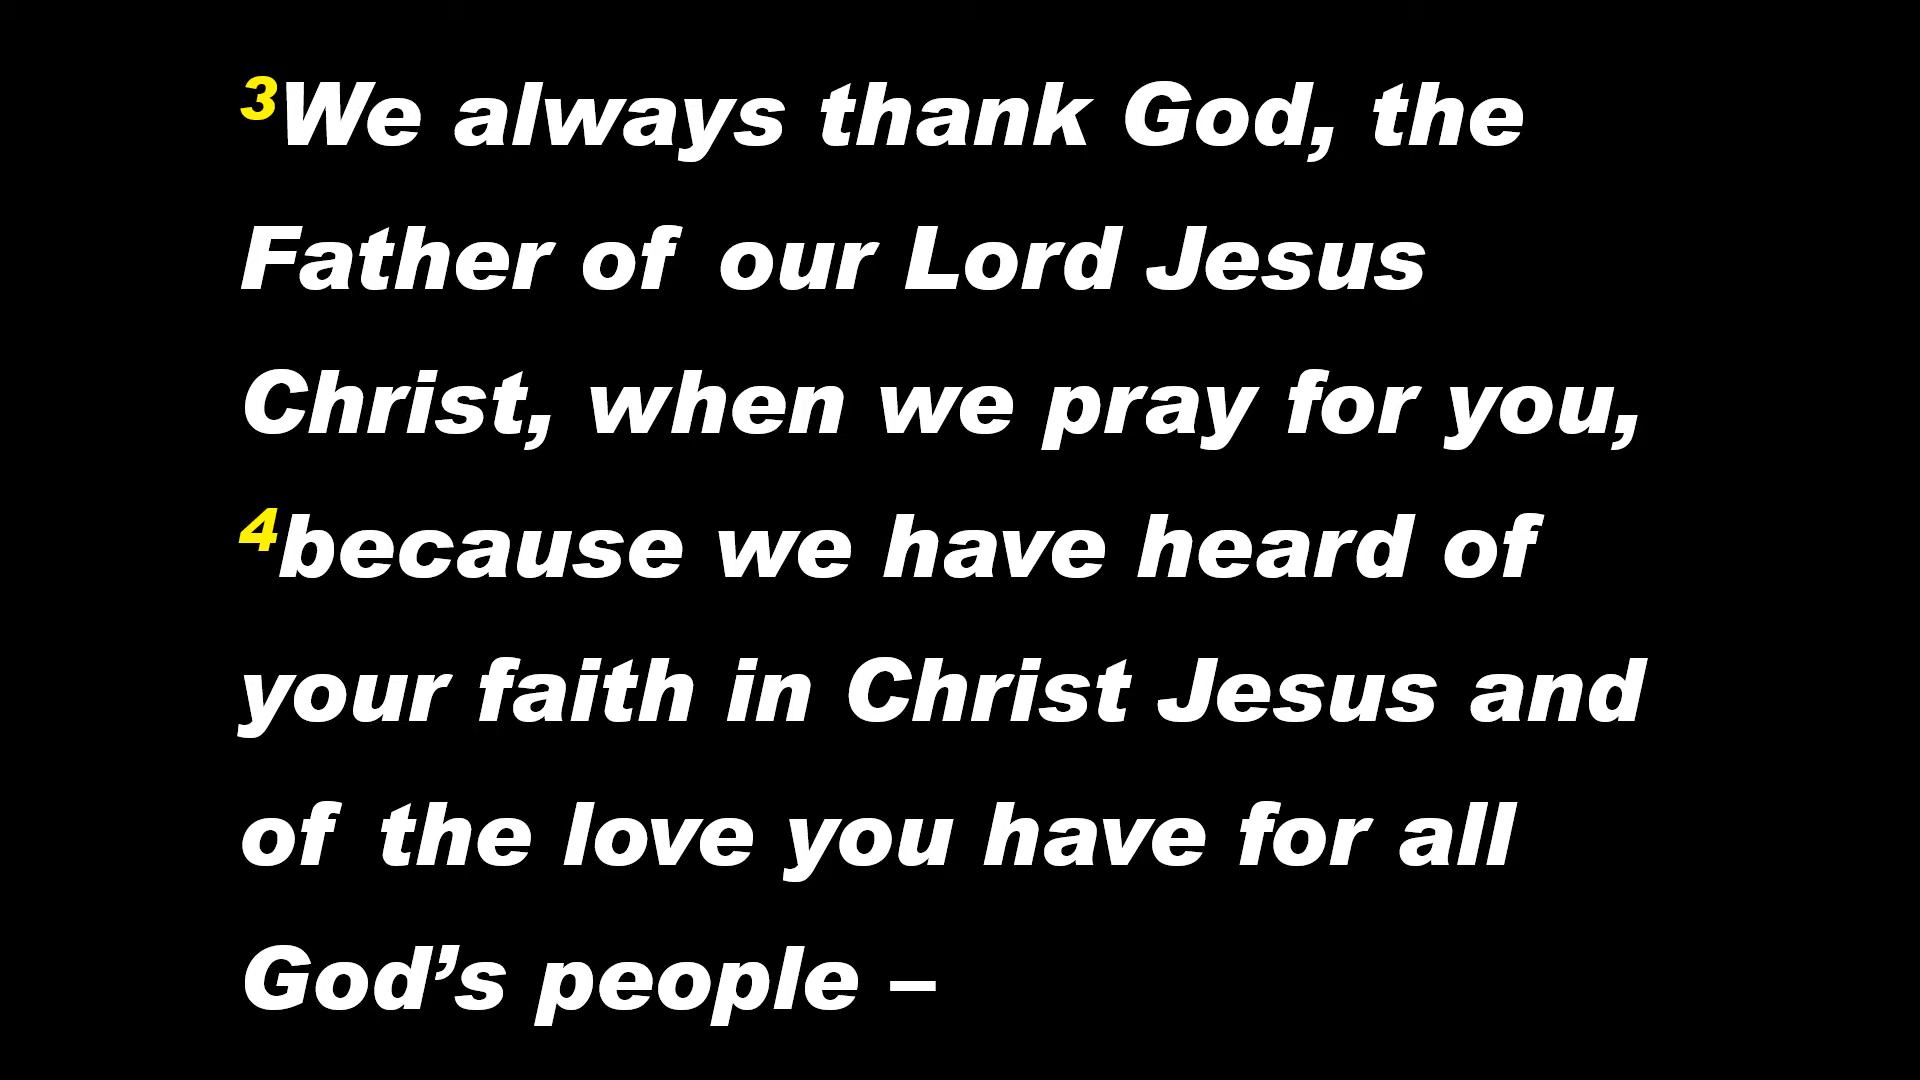 3We always thank God, the
Father of our Lord Jesus
Christ, when we pray for you,
4because we have heard of
your faith in Christ Jesus and
of the love you have for all
God’s people –